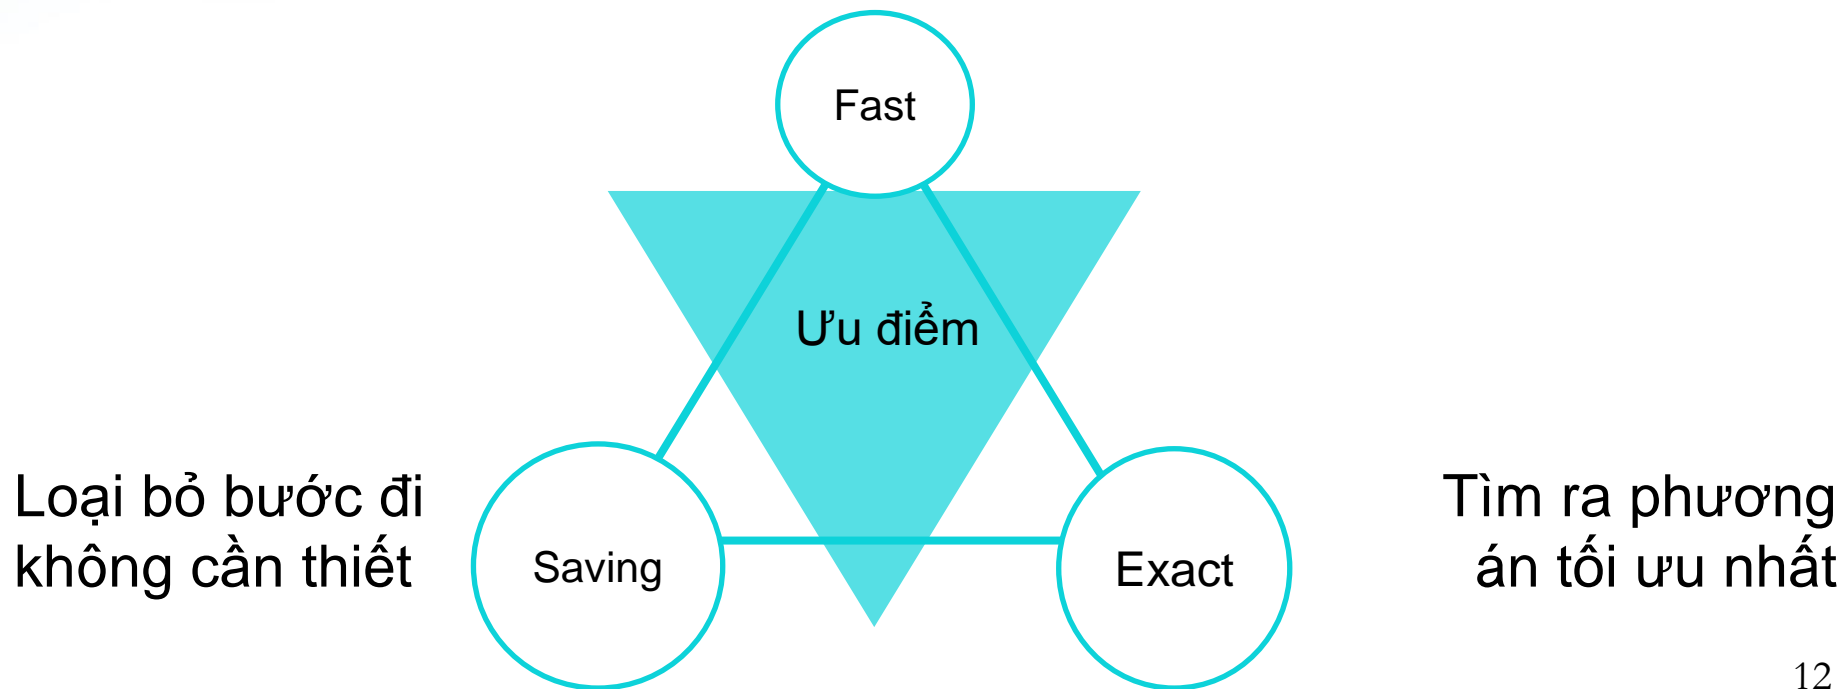 Fast
Ưu điểm
Loại bỏ bước đi
không cần thiết
Saving
Exact
Tìm ra phương
án tối ưu nhất
12